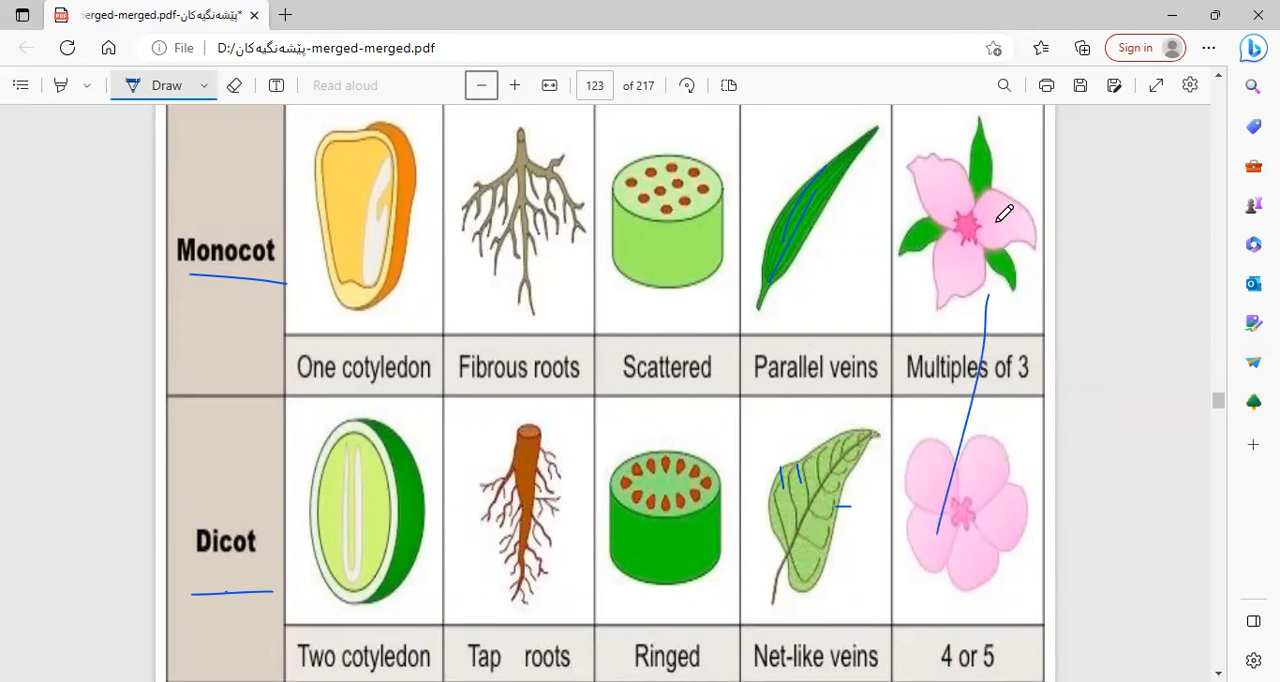 erged-merged.pdf-پێشەنگیەکان*
File
D:/پێشەنگیەکان-merged-merged.pdf
Sign in
Draw
Read aloud
123 of 217
Monocot
One cotyledon
Fibrous roots
Scattered
Parallel veins
Multiples of 3
Dicot
Two cotyledon
Tap roots
Ringed
Net-like veins
4 or 5